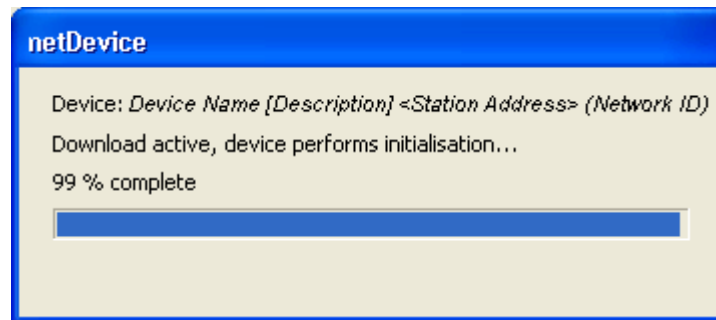 netDevice
Device: Device Name [Description] <Station Address> (Network ID)
Download active, device performs initialisation...
99 % complete